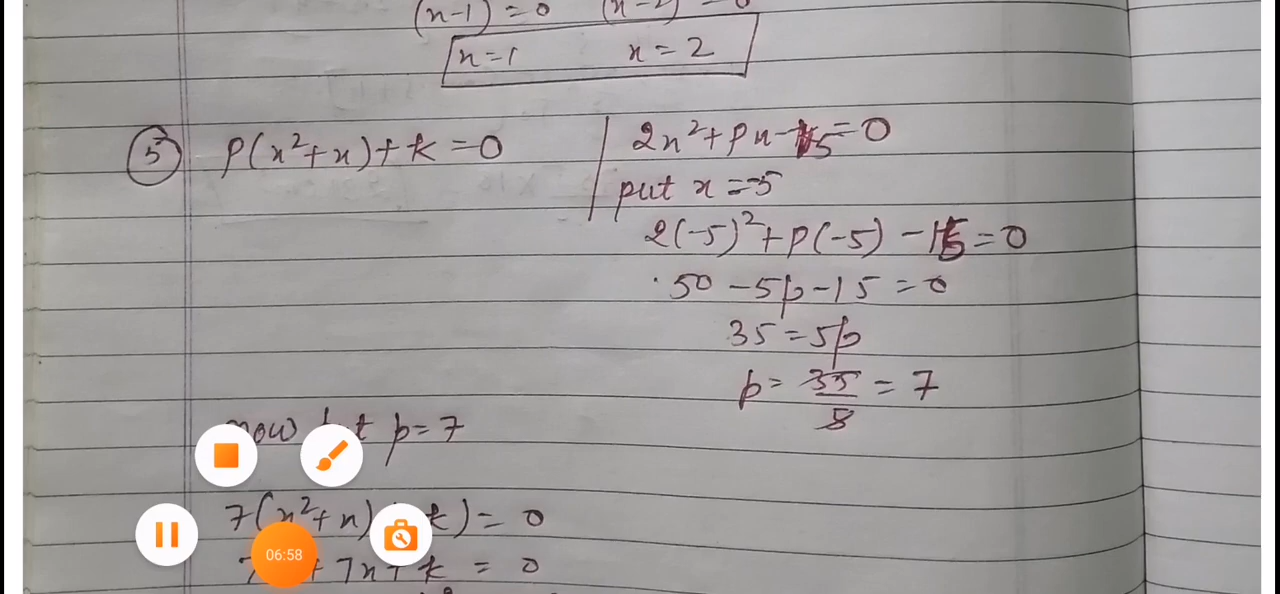 (x-1) = 0 (x-2) = 0
x=1 x=2
5 P(x²+x)+k=0
2x²+px-15=0
put x=-5
2(-5)²+P(-5) -15=0
50-5p-15=0
35=5p
p=35/5=7
now p=7
7(x²+x) k)=0
7x+k=0
06:58